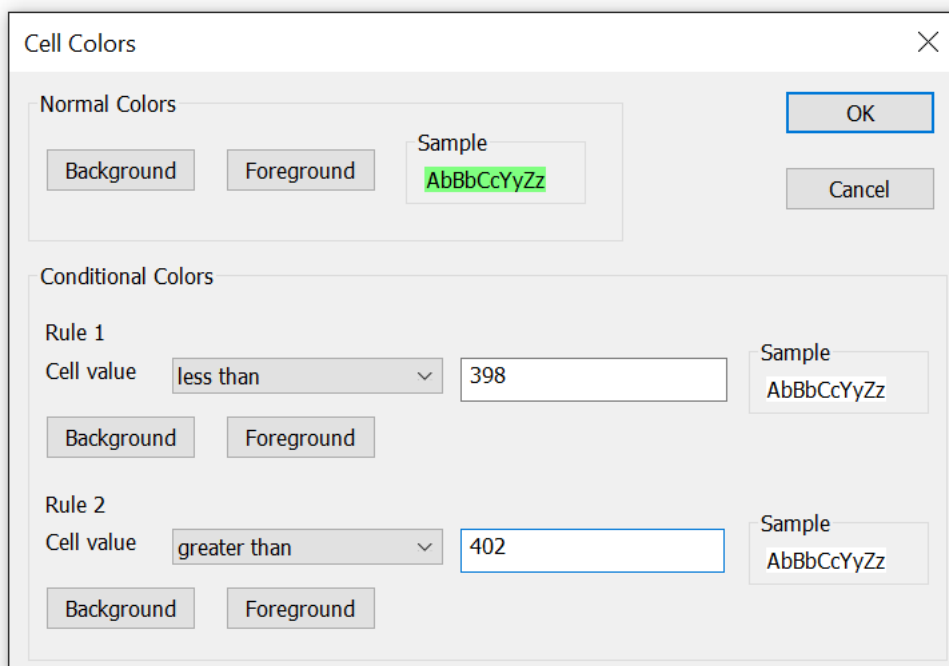 Cell Colors
Normal Colors
Background
Foreground
Sample
AbBbCcYyZz
OK
Cancel
Conditional Colors
Rule 1
Cell value
less than
398
Sample
AbBbCcYyZz
Background
Foreground
Rule 2
Cell value
greater than
402
Sample
AbBbCcYyZz
Background
Foreground